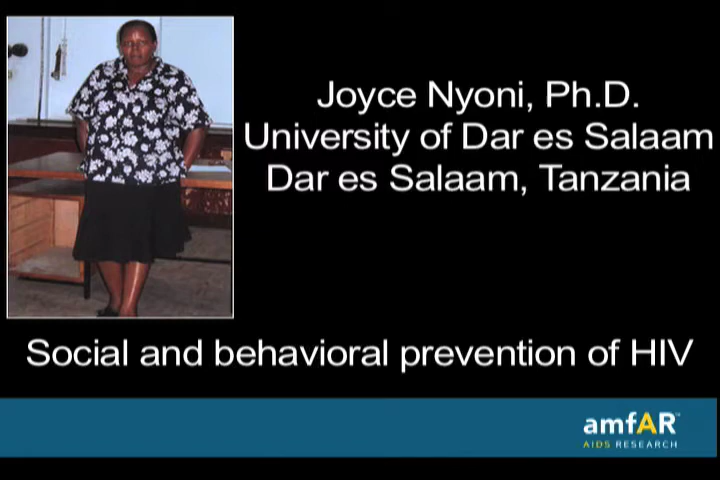 Joyce Nyoni, Ph.D.
University of Dar es Salaam
Dar es Salaam, Tanzania
Social and behavioral prevention of HIV
amfAR™
AIDS RESEARCH